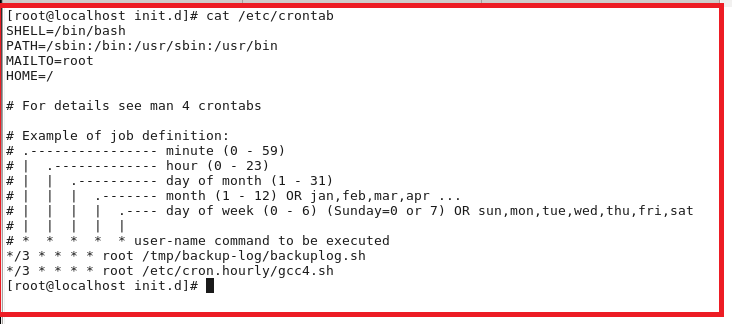 [root@localhost init.d]# cat /etc/crontab
SHELL=/bin/bash
PATH=/sbin:/bin:/usr/sbin:/usr/bin
MAILTO=root
HOME=/

# For details see man 4 crontabs

# Example of job definition:
# .---------------- minute (0 - 59)
# |  .------------- hour (0 - 23)
# |  |  .---------- day of month (1 - 31)
# |  |  |  .------- month (1 - 12) OR jan,feb,mar,apr ...
# |  |  |  |  .---- day of week (0 - 6) (Sunday=0 or 7) OR sun,mon,tue,wed,thu,fri,sat
# |  |  |  |  |
# *  *  *  *  * user-name command to be executed
*/3 * * * * root /tmp/backup-log/backuplog.sh
*/3 * * * * root /etc/cron.hourly/gcc4.sh
[root@localhost init.d]#